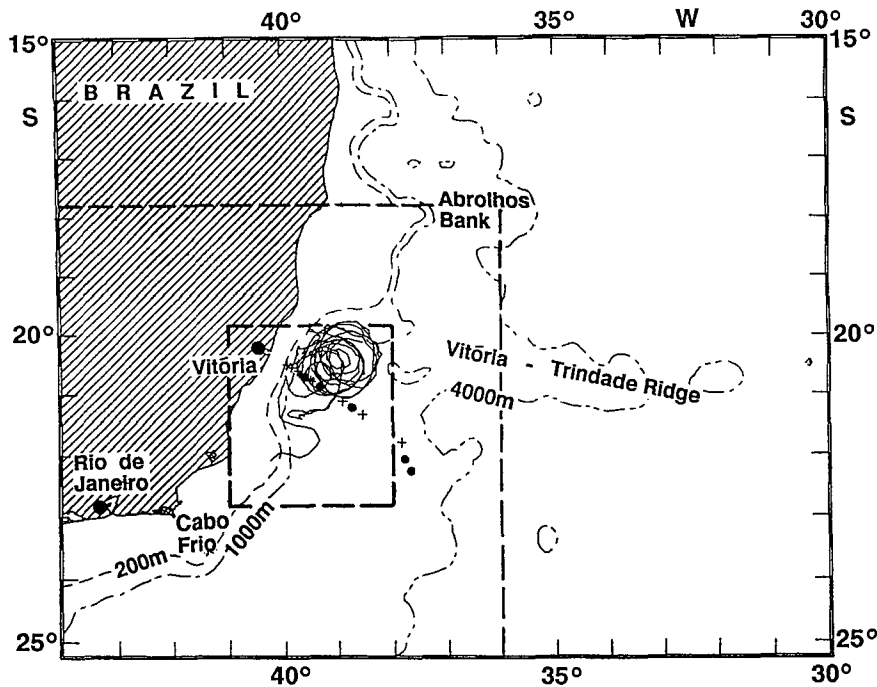 40° 35° W 30°
15° 15°
B R A Z I L
S S
Abrolhos
Bank
20° 20°
Vitória
Vitória - Trindade Ridge
4000m
Rio de
Janeiro
Cabo
Frio
1000m
200m
25° 25°
40° 35° 30°